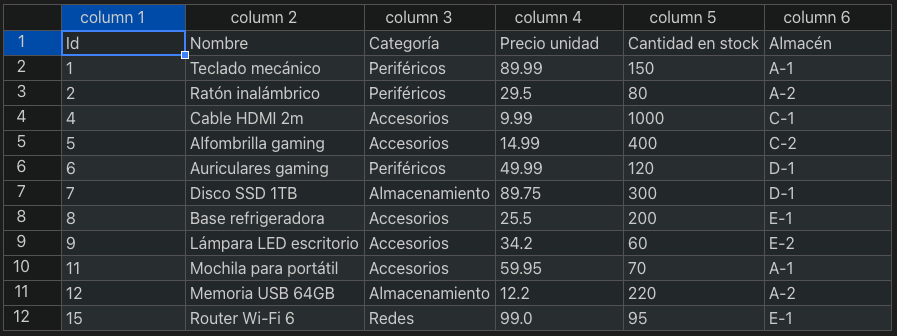 column 1 column 2 column 3 column 4 column 5 column 6
1 Id Nombre Categoría Precio unidad Cantidad en stock Almacén
2 1 Teclado mecánico Periféricos 89.99 150 A-1
3 2 Ratón inalámbrico Periféricos 29.5 80 A-2
4 4 Cable HDMI 2m Accesorios 9.99 1000 C-1
5 5 Alfombrilla gaming Accesorios 14.99 400 C-2
6 6 Auriculares gaming Periféricos 49.99 120 D-1
7 7 Disco SSD 1TB Almacenamiento 89.75 300 D-1
8 8 Base refrigeradora Accesorios 25.5 200 E-1
9 9 Lámpara LED escritorio Accesorios 34.2 60 E-2
10 11 Mochila para portátil Accesorios 59.95 70 A-1
11 12 Memoria USB 64GB Almacenamiento 12.2 220 A-2
12 15 Router Wi-Fi 6 Redes 99.0 95 E-1